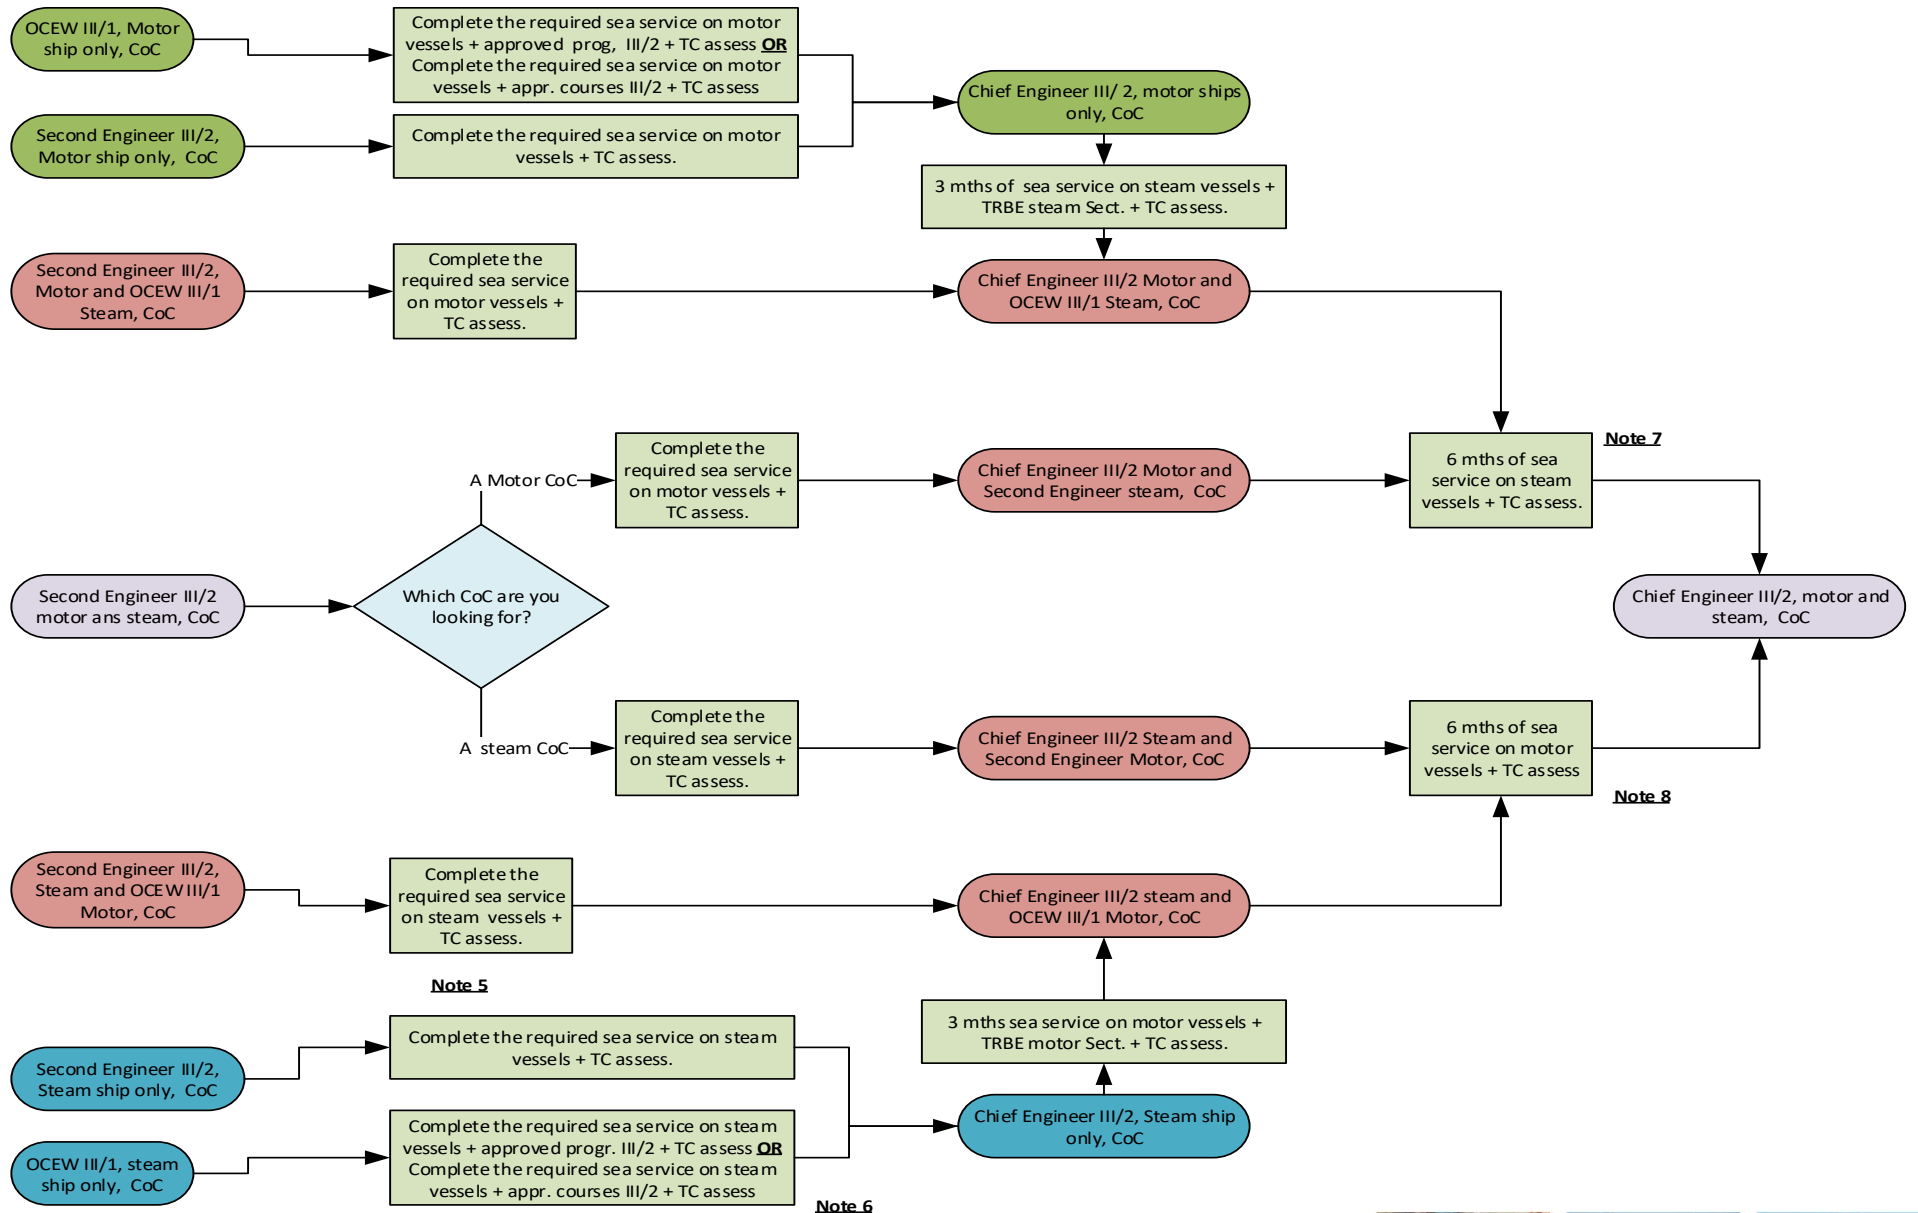 OCEW III/1, Motor
ship only, CoC
Complete the required sea service on motor
vessels + approved prog, III/2 + TC assess OR
Complete the required sea service on motor
vessels + appr. courses III/2 + TC assess
Chief Engineer III/ 2, motor ships
only, CoC
Second Engineer III/2,
Motor ship only, CoC
Complete the required sea service on motor
vessels + TC assess.
3 mths of sea service on steam vessels +
TRBE steam Sect. + TC assess.
Second Engineer III/2,
Motor and OCEW III/1
Steam, CoC
Complete the
required sea service
on motor vessels +
TC assess.
Chief Engineer III/2 Motor and
OCEW III/1 Steam, CoC
A Motor CoC
Complete the
required sea service
on motor vessels +
TC assess.
Chief Engineer III/2 Motor and
Second Engineer steam, CoC
6 mths of sea
service on steam
vessels + TC assess.
Note 7
Second Engineer III/2
motor ans steam, CoC
Which CoC are you
looking for?
Chief Engineer III/2, motor and
steam, CoC
A steam CoC
Complete the
required sea service
on steam vessels +
TC assess.
Chief Engineer III/2 Steam and
Second Engineer Motor, CoC
6 mths of sea
service on motor
vessels + TC assess
Note 8
Second Engineer III/2,
Steam and OCEW III/1
Motor, CoC
Complete the
required sea service
on steam vessels +
TC assess.
Chief Engineer III/2 steam and
OCEW III/1 Motor, CoC
Note 5
Second Engineer III/2,
Steam ship only, CoC
Complete the required sea service on steam
vessels + TC assess.
3 mths sea service on motor vessels +
TRBE motor Sect. + TC assess.
Chief Engineer III/2, Steam ship
only, CoC
OCEW III/1, steam
ship only, CoC
Complete the required sea service on steam
vessels + approved progr. III/2 + TC assess OR
Complete the required sea service on steam
vessels + appr. courses III/2 + TC assess
Note 6